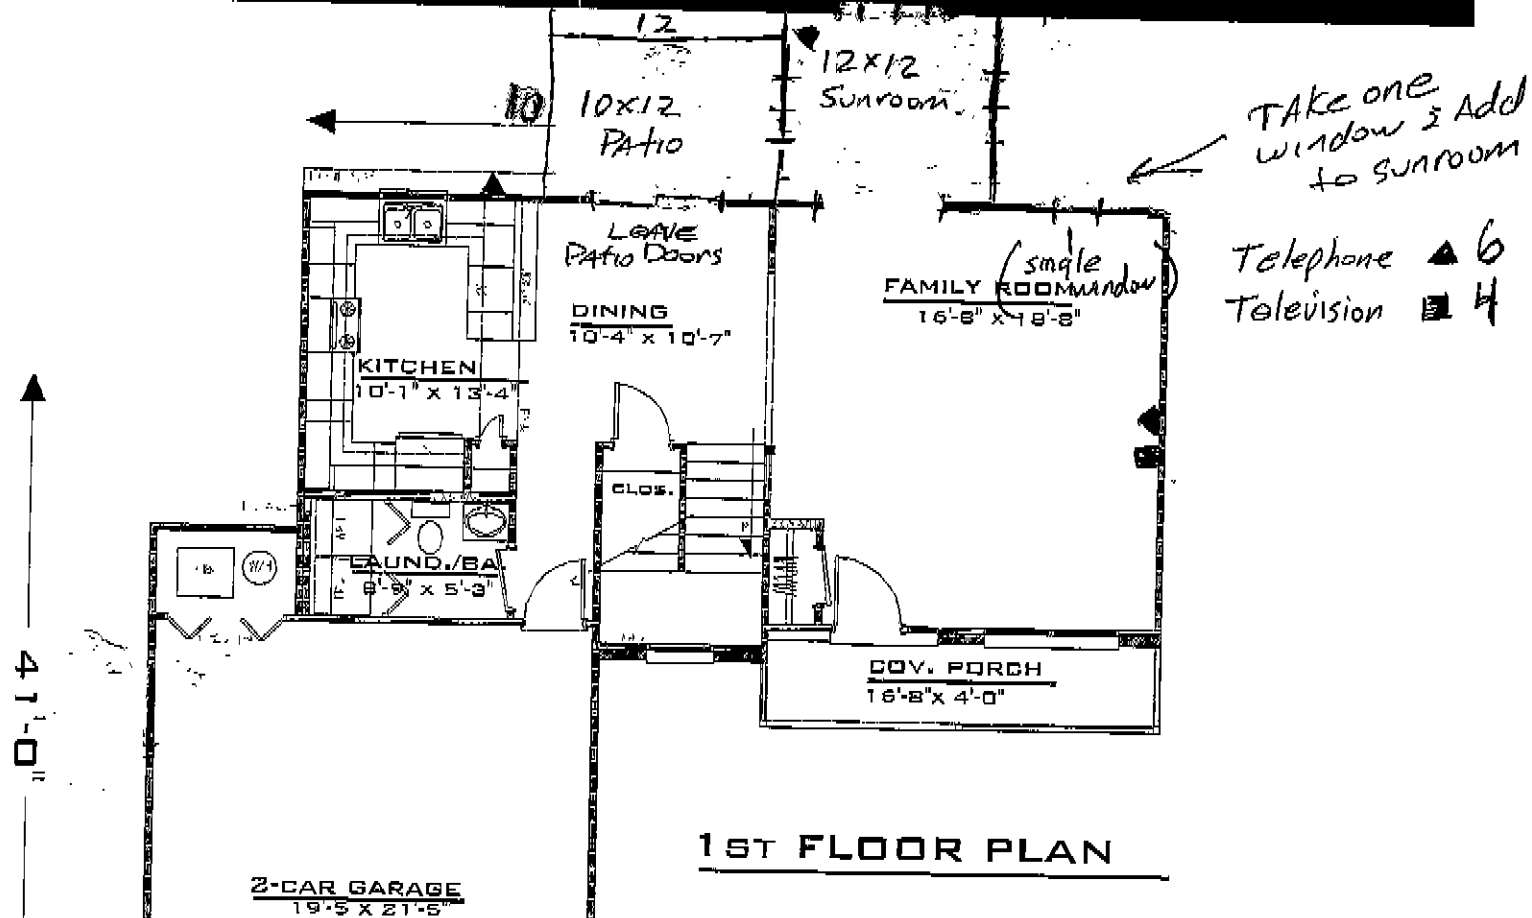 12
12x12
Sunroom.
10
10x12
Patio
TAke one
window & Add
to sunroom
LEAVE
Patio Doors
Telephone ▲ 6
Television ■ 4
(single
window)
FAMILY ROOM
16'-8" X 18'-8"
DINING
10'-4" X 10'-7"
KITCHEN
10'-1" X 13'-4"
CLOS.
LAUND./BA.
8'-9" X 5'-3"
W/H
COV. PORCH
16'-8"X 4'-0"
41'-0"
1ST FLOOR PLAN
2-CAR GARAGE
19'-5 X 21'-5"